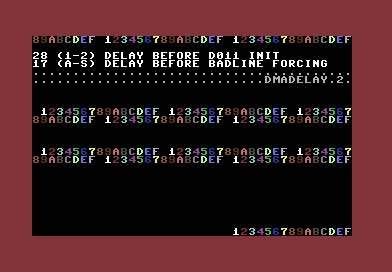 89ABCDEF 123456789ABCDEF 123456789ABCDEF
28 (1-2) DELAY BEFORE D011 INIT
17 (A-S) DELAY BEFORE BADLINE FORCING
........................................
.............................DMADELAY.2.
123456789ABCDEF 123456789ABCDEF 1234567
89ABCDEF 123456789ABCDEF 123456789ABCDEF
123456789ABCDEF 123456789ABCDEF 1234567
89ABCDEF 123456789ABCDEF 123456789ABCDEF
123456789ABCDEF